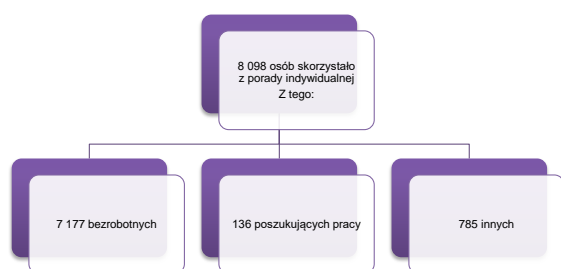 8 098 osób skorzystało
z porady indywidualnej
Z tego:
7 177 bezrobotnych
136 poszukujących pracy
785 innych